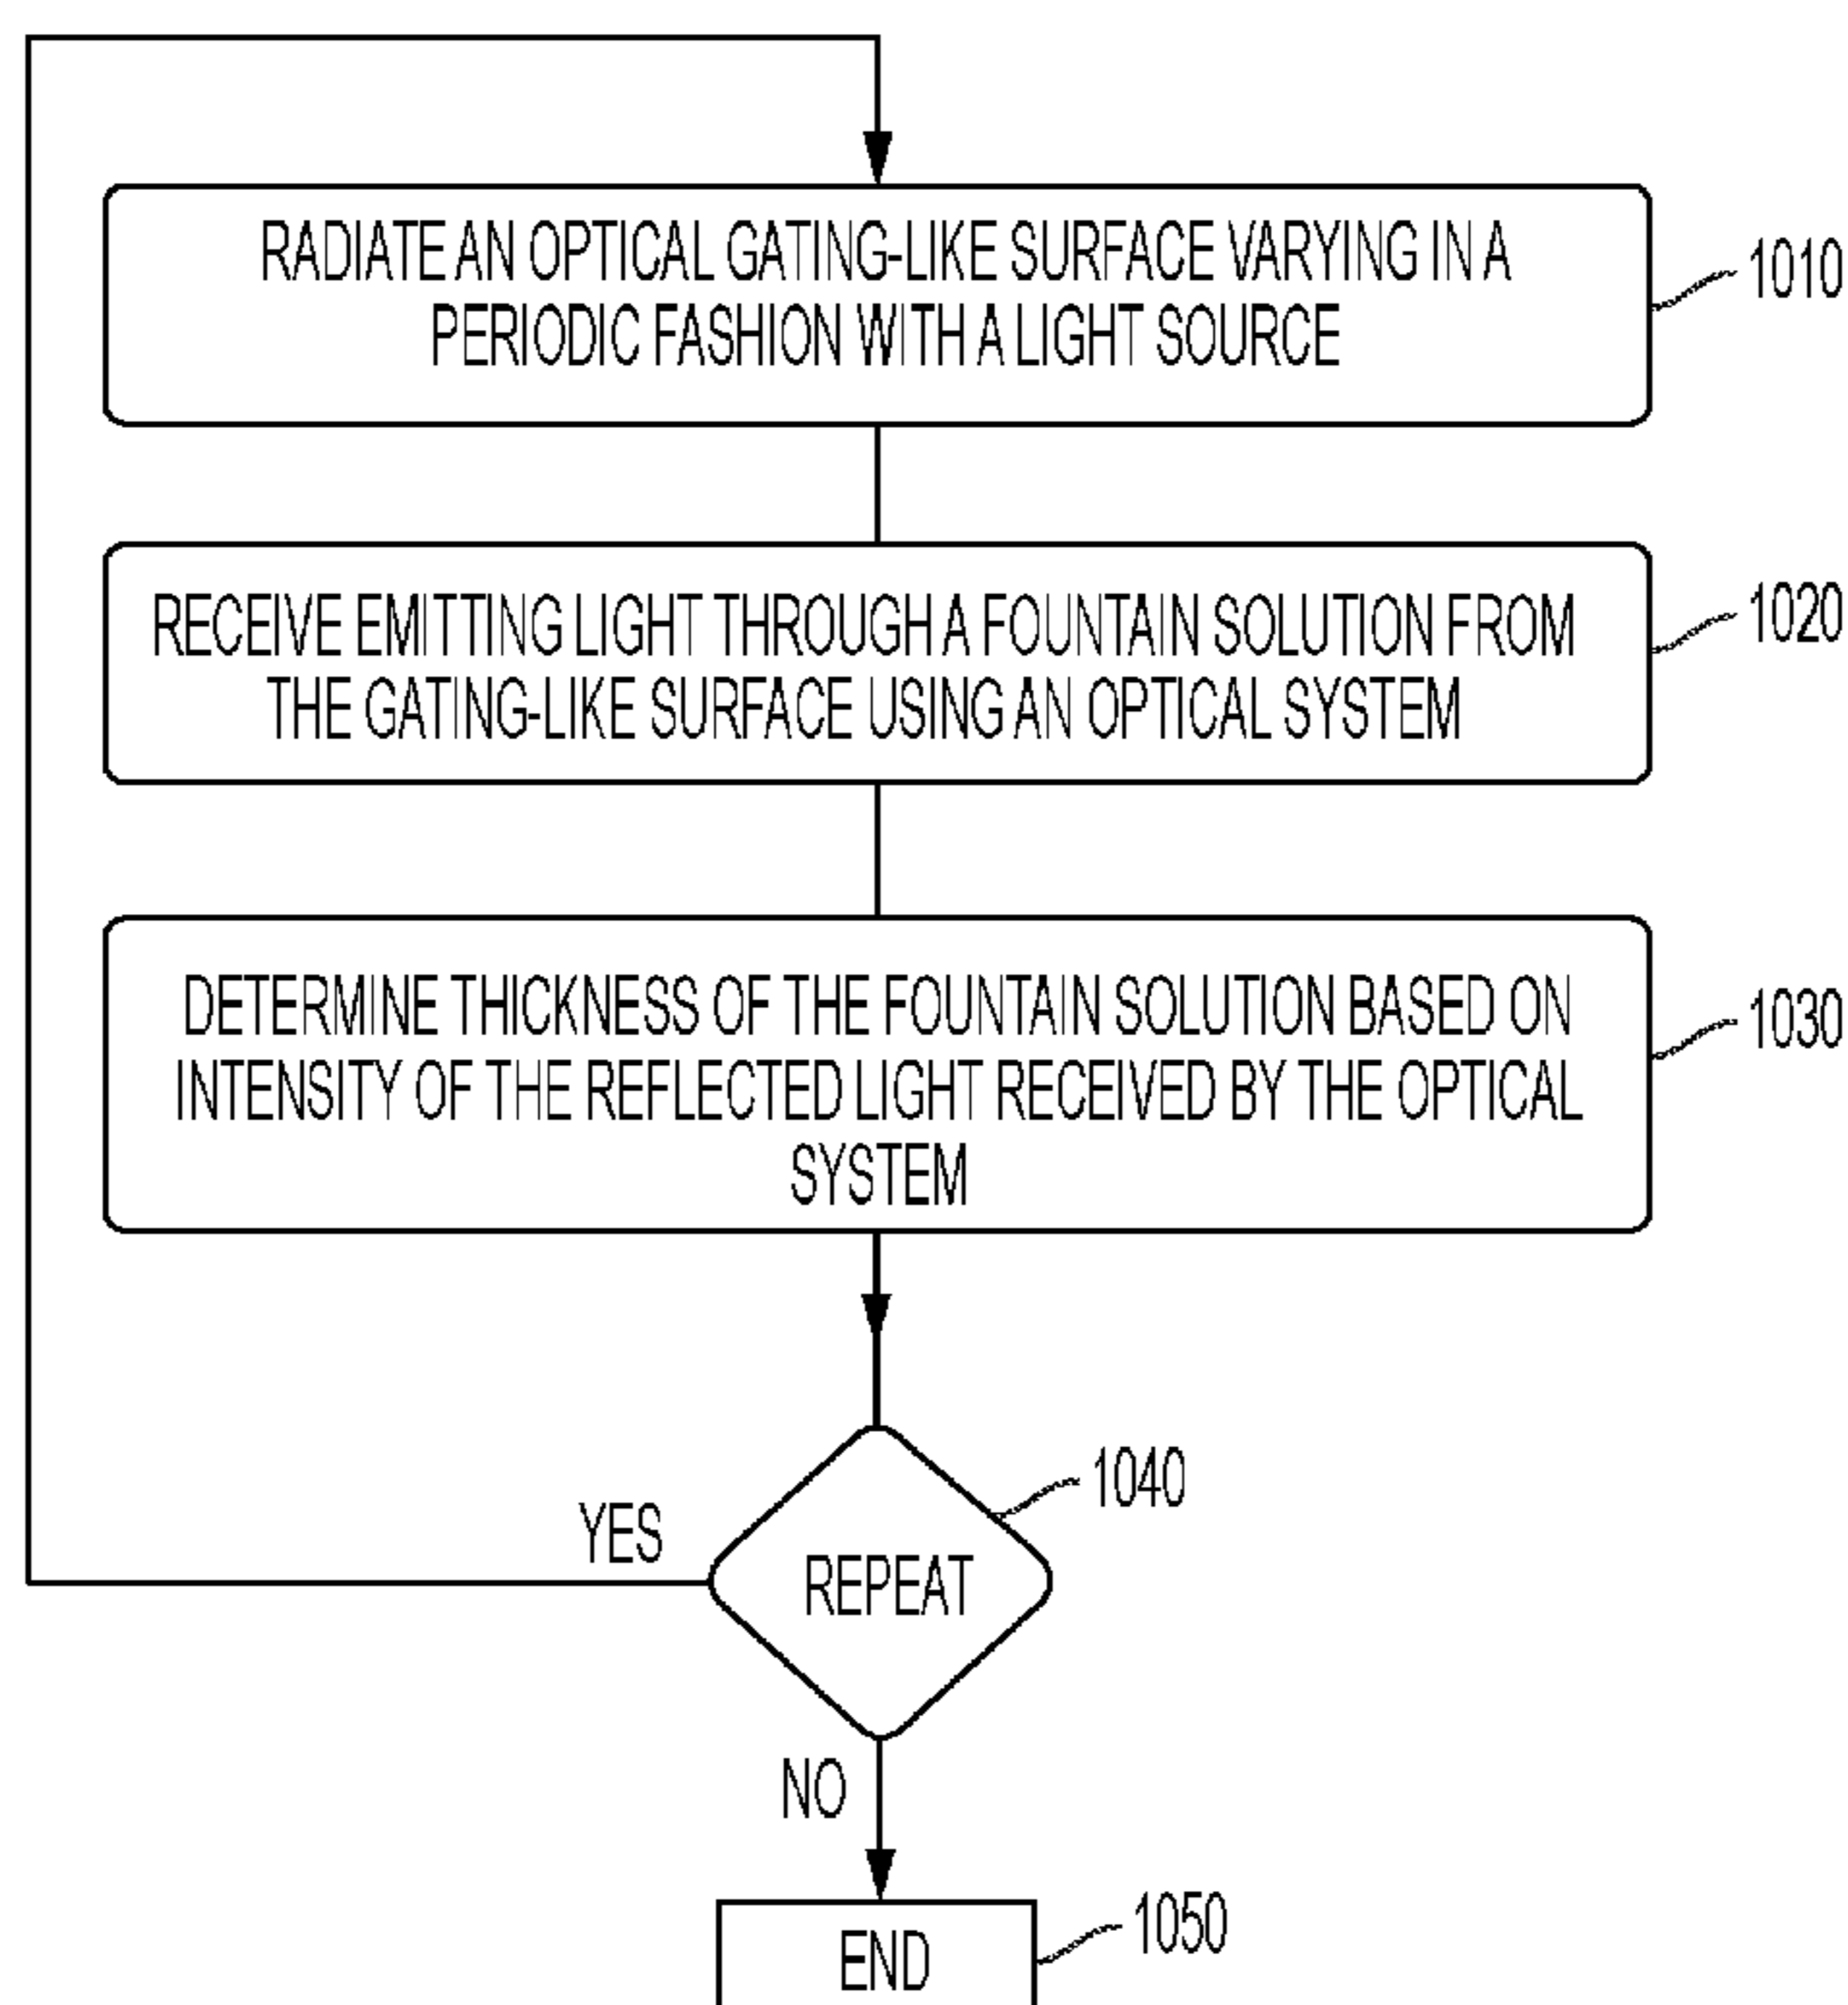 RADIATE AN OPTICAL GATING-LIKE SURFACE VARYING IN A
PERIODIC FASHION WITH A LIGHT SOURCE
1010
RECEIVE EMITTING LIGHT THROUGH A FOUNTAIN SOLUTION FROM
THE GATING-LIKE SURFACE USING AN OPTICAL SYSTEM
1020
DETERMINE THICKNESS OF THE FOUNTAIN SOLUTION BASED ON
INTENSITY OF THE REFLECTED LIGHT RECEIVED BY THE OPTICAL
SYSTEM
1030
1040
YES
REPEAT
NO
1050
END